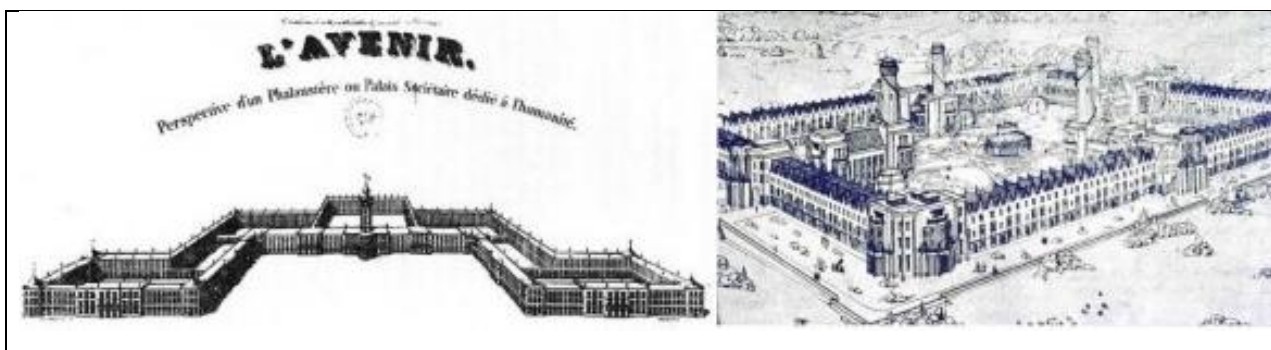 L'AVENIR.
Perspective d'un Phalanstère ou Palais Sociétaire dédié à l'humanité.